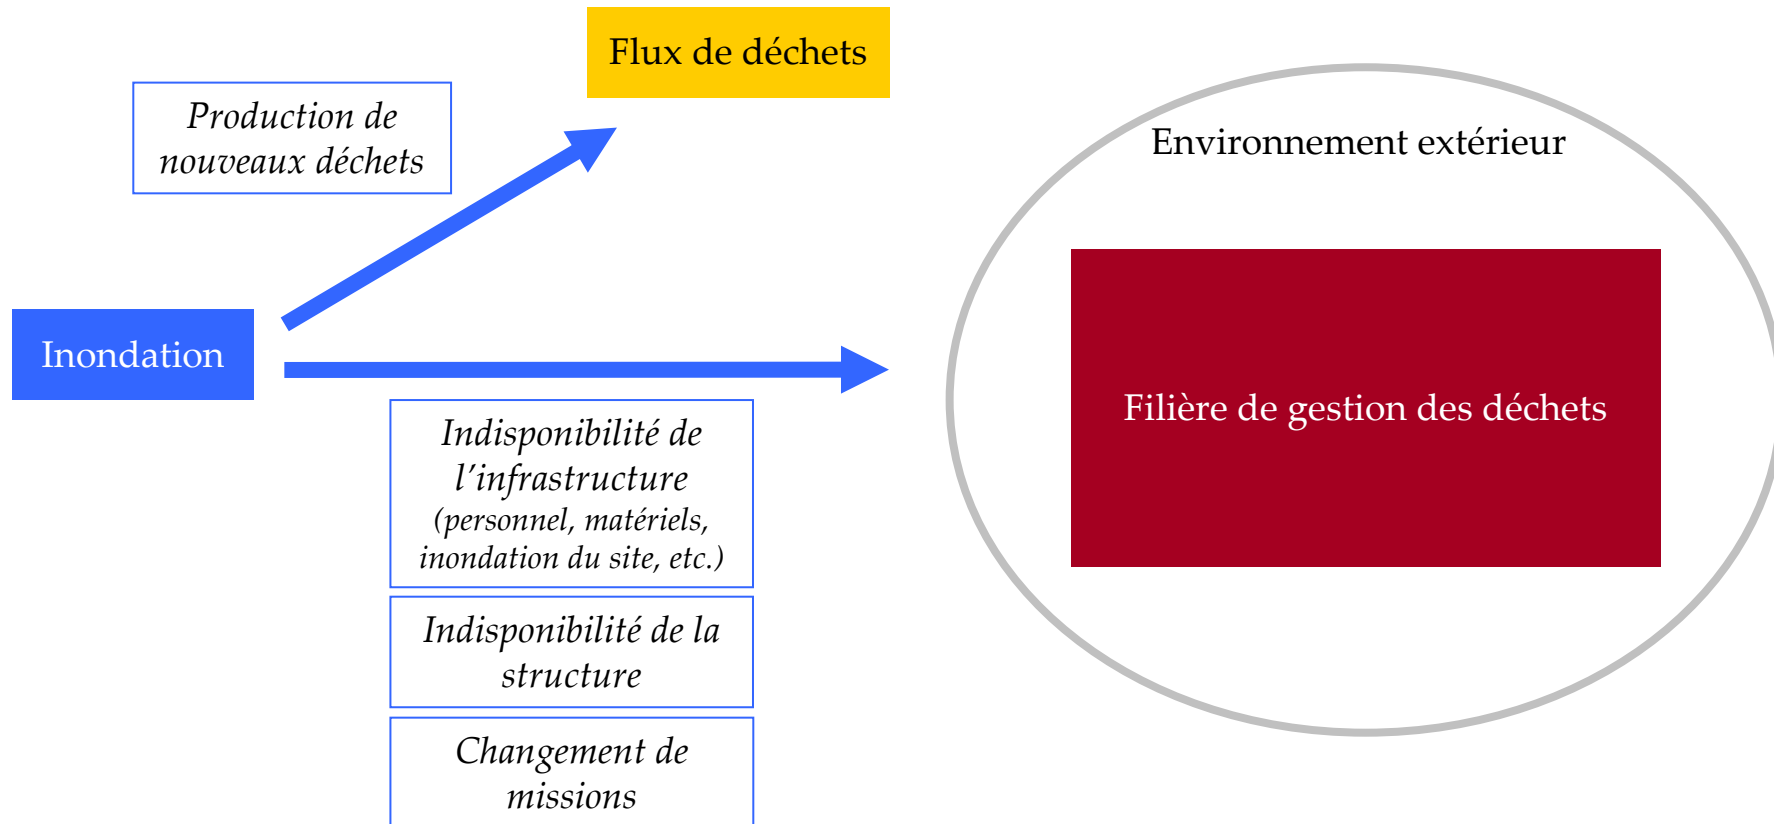 Flux de déchets
Production de
nouveaux déchets
Environnement extérieur
Inondation
Filière de gestion des déchets
Indisponibilité de
l’infrastructure
(personnel, matériels,
inondation du site, etc.)
Indisponibilité de la
structure
Changement de
missions